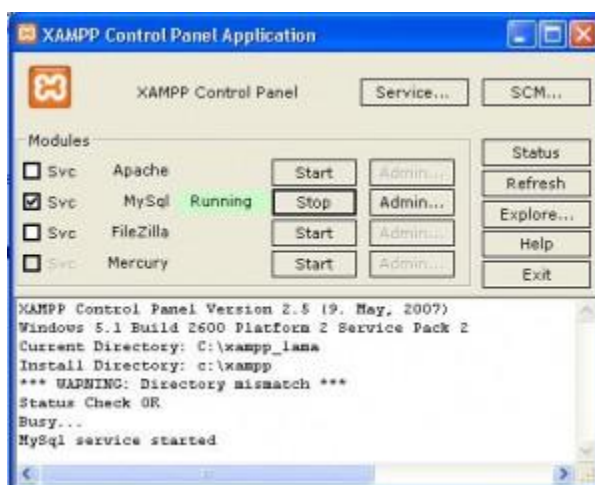 XAMPP Control Panel Application
XAMPP Control Panel Service... SCM...
Modules
Svc Apache Start Admin...
Svc MySql Running Stop Admin...
Svc FileZilla Start Admin...
Svc Mercury Start Admin...
Status
Refresh
Explore...
Help
Exit
XAMPP Control Panel Version 2.5 (9. May, 2007)
Windows 5.1 Build 2600 Platform 2 Service Pack 2
Current Directory: C:\xampp_lama
Install Directory: c:\xampp
*** WARNING: Directory mismatch ***
Status Check OK
Busy...
MySql service started